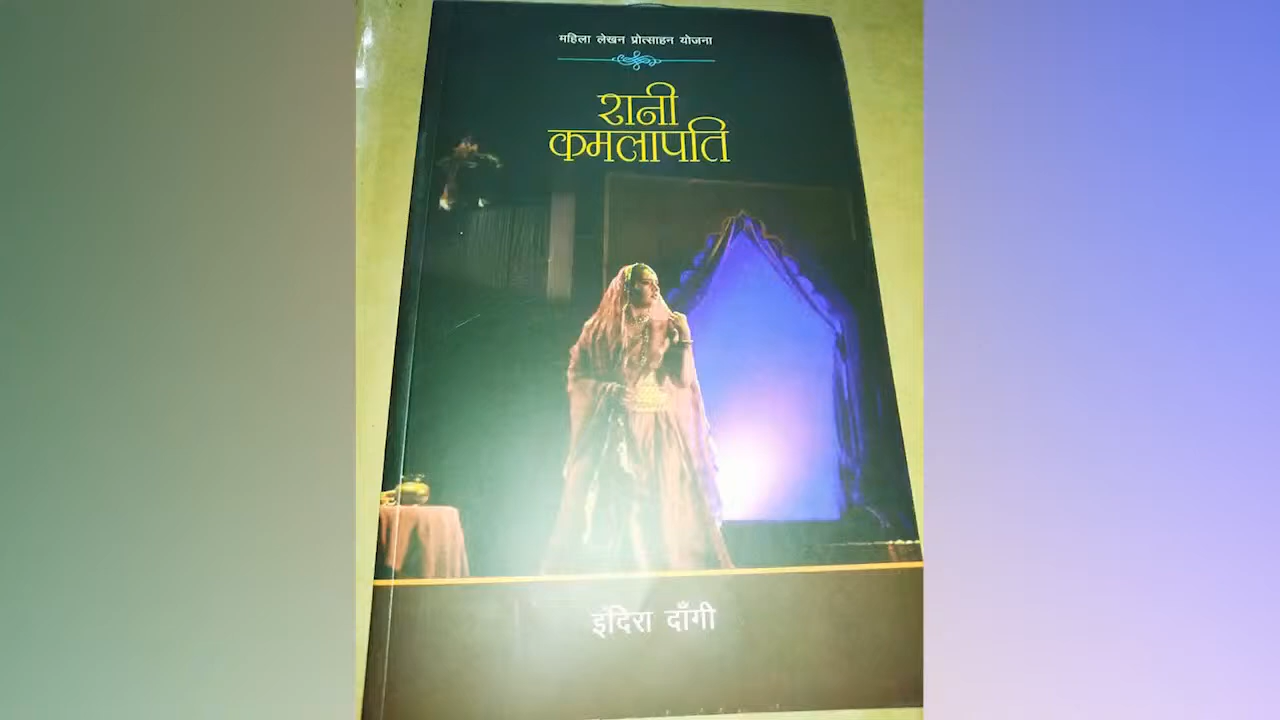 महिला लेखन प्रोत्साहन योजना
रानी
कमलापति
इंदिरा दाँगी